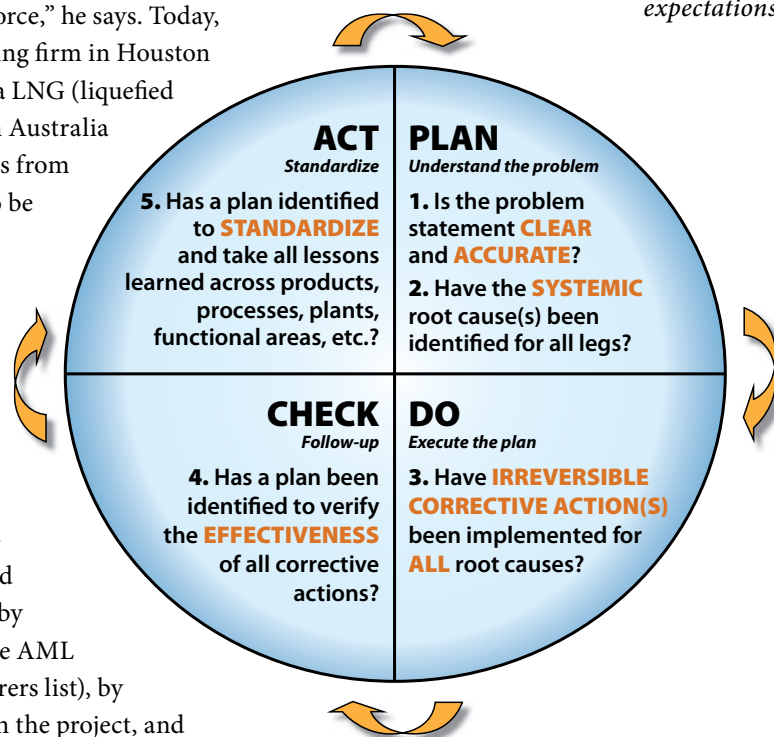 orce,” he says. Today,
ing firm in Houston
a LNG (liquefied
Australia
s from
be
expectations
ACT
Standardize
5. Has a plan identified
to STANDARDIZE
and take all lessons
learned across products,
processes, plants,
functional areas, etc.?
PLAN
Understand the problem
1. Is the problem
statement CLEAR
and ACCURATE?
2. Have the SYSTEMIC
root cause(s) been
identified for all legs?
CHECK
Follow-up
4. Has a plan been
identified to verify
the EFFECTIVENESS
of all corrective
actions?
DO
Execute the plan
3. Have IRREVERSIBLE
CORRECTIVE ACTION(S)
been implemented for
ALL root causes?
d
by
e AML
rers list), by
n the project, and